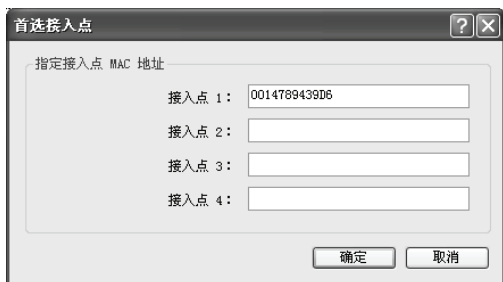 首选接入点
指定接入点 MAC 地址
接入点 1: 0014789439D6
接入点 2:
接入点 3:
接入点 4:
确定 取消